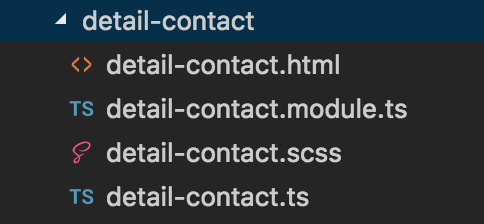 detail-contact
<> detail-contact.html
TS detail-contact.module.ts
detail-contact.scss
TS detail-contact.ts